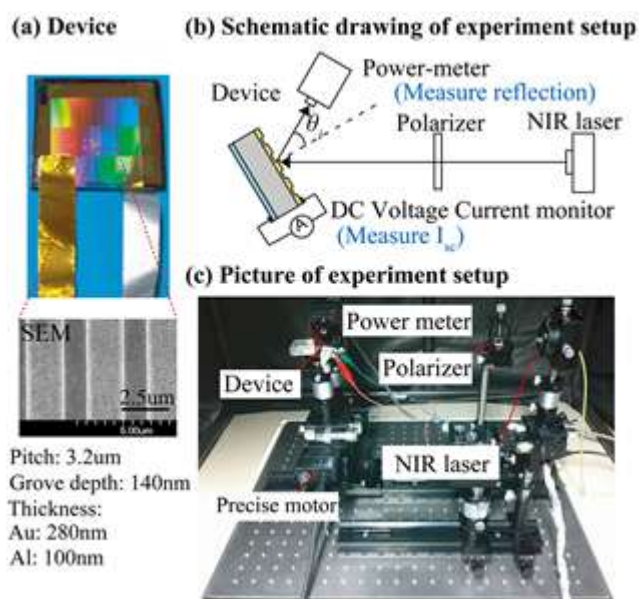 (a) Device
(b) Schematic drawing of experiment setup
Device
Power-meter
(Measure reflection)
θ
Polarizer
NIR laser
A
DC Voltage Current monitor
(Measure Isc)
SEM
2.5um
5.00um
Pitch: 3.2um
Grove depth: 140nm
Thickness:
Au: 280nm
Al: 100nm
(c) Picture of experiment setup
Power meter
Polarizer
Device
NIR laser
Precise motor